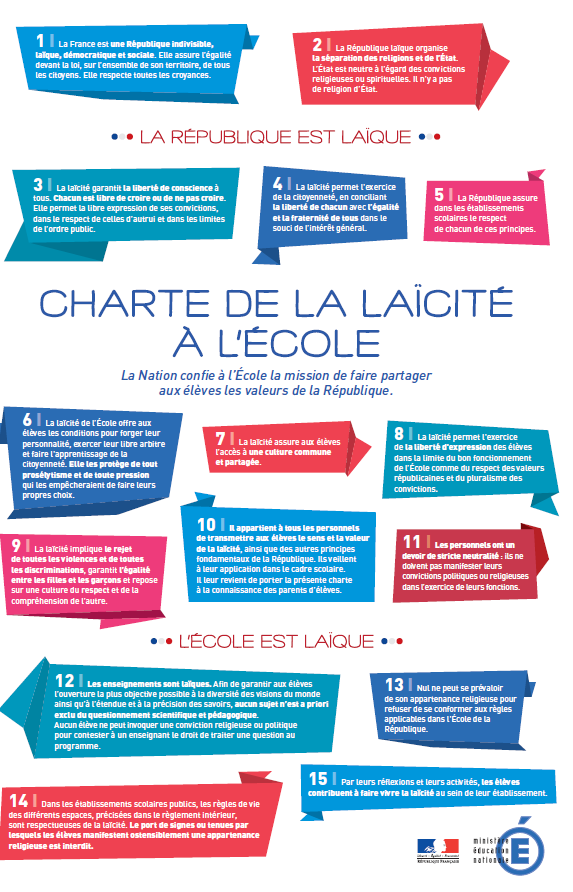 1 | La France est une République indivisible,
laïque, démocratique et sociale. Elle assure l'égalité
devant la loi, sur l'ensemble de son territoire, de tous
les citoyens. Elle respecte toutes les croyances.
2 | La République laïque organise
la séparation des religions et de l'État.
L'État est neutre à l'égard des convictions
religieuses ou spirituelles. Il n'y a pas
de religion d'État.
LA RÉPUBLIQUE EST LAÏQUE
3 | La laïcité garantit la liberté de conscience à
tous. Chacun est libre de croire ou de ne pas croire.
Elle permet la libre expression de ses convictions,
dans le respect de celles d'autrui et dans les limites
de l'ordre public.
4 | La laïcité permet l'exercice
de la citoyenneté, en conciliant
la liberté de chacun avec l'égalité
et la fraternité de tous dans le
souci de l'intérêt général.
5 | La République assure
dans les établissements
scolaires le respect
de chacun de ces principes.
CHARTE DE LA LAÏCITÉ
À L'ÉCOLE
La Nation confie à l'École la mission de faire partager
aux élèves les valeurs de la République.
6 | La laïcité de l'École offre aux
élèves les conditions pour forger leur
personnalité, exercer leur libre arbitre
et faire l'apprentissage de la
citoyenneté. Elle les protège de tout
prosélytisme et de toute pression
qui les empêcheraient de faire leurs
propres choix.
7 | La laïcité assure aux élèves
l'accès à une culture commune
et partagée.
8 | La laïcité permet l'exercice
de la liberté d'expression des élèves
dans la limite du bon fonctionnement
de l'École comme du respect des valeurs
républicaines et du pluralisme des
convictions.
9 | La laïcité implique le rejet
de toutes les violences et de toutes
les discriminations, garantit l'égalité
entre les filles et les garçons et repose
sur une culture du respect et de la
compréhension de l'autre.
10 | Il appartient à tous les personnels
de transmettre aux élèves le sens et la valeur
de la laïcité, ainsi que des autres principes
fondamentaux de la République. Ils veillent
à leur application dans le cadre scolaire.
Il leur revient de porter la présente charte
à la connaissance des parents d'élèves.
11 | Les personnels ont un
devoir de stricte neutralité : ils ne
doivent pas manifester leurs
convictions politiques ou religieuses
dans l'exercice de leurs fonctions.
L'ÉCOLE EST LAÏQUE
12 | Les enseignements sont laïques. Afin de garantir aux élèves
l'ouverture la plus objective possible à la diversité des visions du monde
ainsi qu'à l'étendue et à la précision des savoirs, aucun sujet n'est a priori
exclu du questionnement scientifique et pédagogique.
Aucun élève ne peut invoquer une conviction religieuse ou politique
pour contester à un enseignant le droit de traiter une question au
programme.
13 | Nul ne peut se prévaloir
de son appartenance religieuse pour
refuser de se conformer aux règles
applicables dans l'École de la
République.
14 | Dans les établissements scolaires publics, les règles de vie
des différents espaces, précisées dans le règlement intérieur,
sont respectueuses de la laïcité. Le port de signes ou tenues par
lesquels les élèves manifestent ostensiblement une appartenance
religieuse est interdit.
15 | Par leurs réflexions et leurs activités, les élèves
contribuent à faire vivre la laïcité au sein de leur établissement.
Liberté • Égalité • Fraternité
RÉPUBLIQUE FRANÇAISE
ministère
éducation
nationale
É